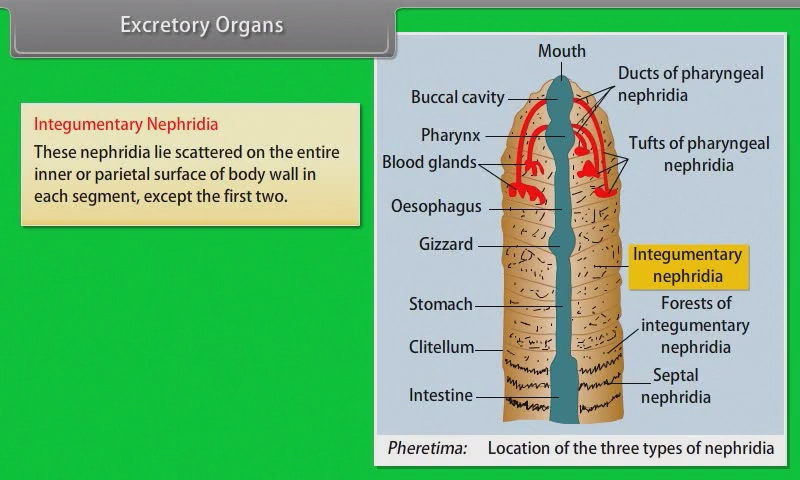 Excretory Organs
Integumentary Nephridia
These nephridia lie scattered on the entire
inner or parietal surface of body wall in
each segment, except the first two.
Mouth
Buccal cavity
Pharynx
Blood glands
Oesophagus
Gizzard
Stomach
Clitellum
Intestine
Ducts of pharyngeal
nephridia
Tufts of pharyngeal
nephridia
Integumentary
nephridia
Forests of
integumentary
nephridia
Septal
nephridia
Pheretima: Location of the three types of nephridia